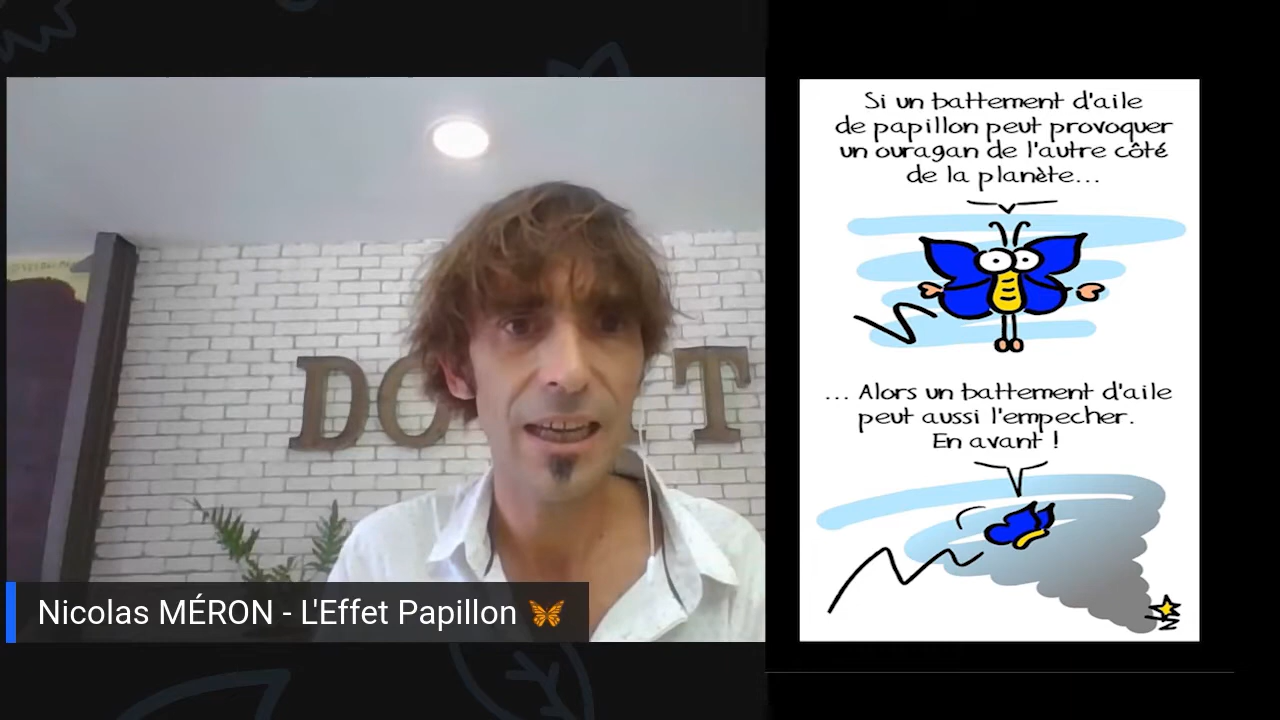 DO T
Nicolas MÉRON - L'Effet Papillon 🦋
Si un battement d'aile
de papillon peut provoquer
un ouragan de l'autre côté
de la planète...
... Alors un battement d'aile
peut aussi l'empecher.
En avant !